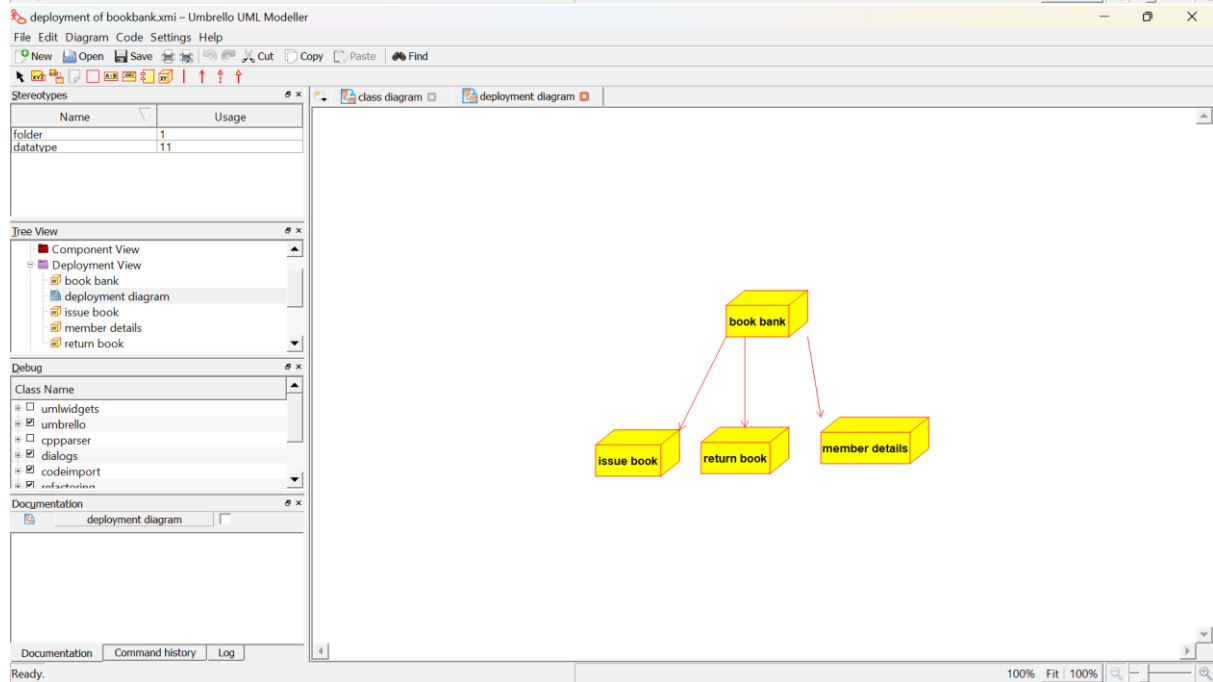 deployment of bookbank.xmi – Umbrello UML Modeller
File Edit Diagram Code Settings Help
New Open Save Cut Copy Paste Find
Stereotypes
class diagram deployment diagram
Name Usage
folder 1
datatype 11
Tree View
Component View
Deployment View
book bank
deployment diagram
issue book
member details
return book
Debug
Class Name
umlwidgets
umbrello
cppparser
dialogs
codeimport
refactoring
Documentation
deployment diagram
book bank
issue book
return book
member details
Documentation Command history Log
Ready.
100% Fit 100%